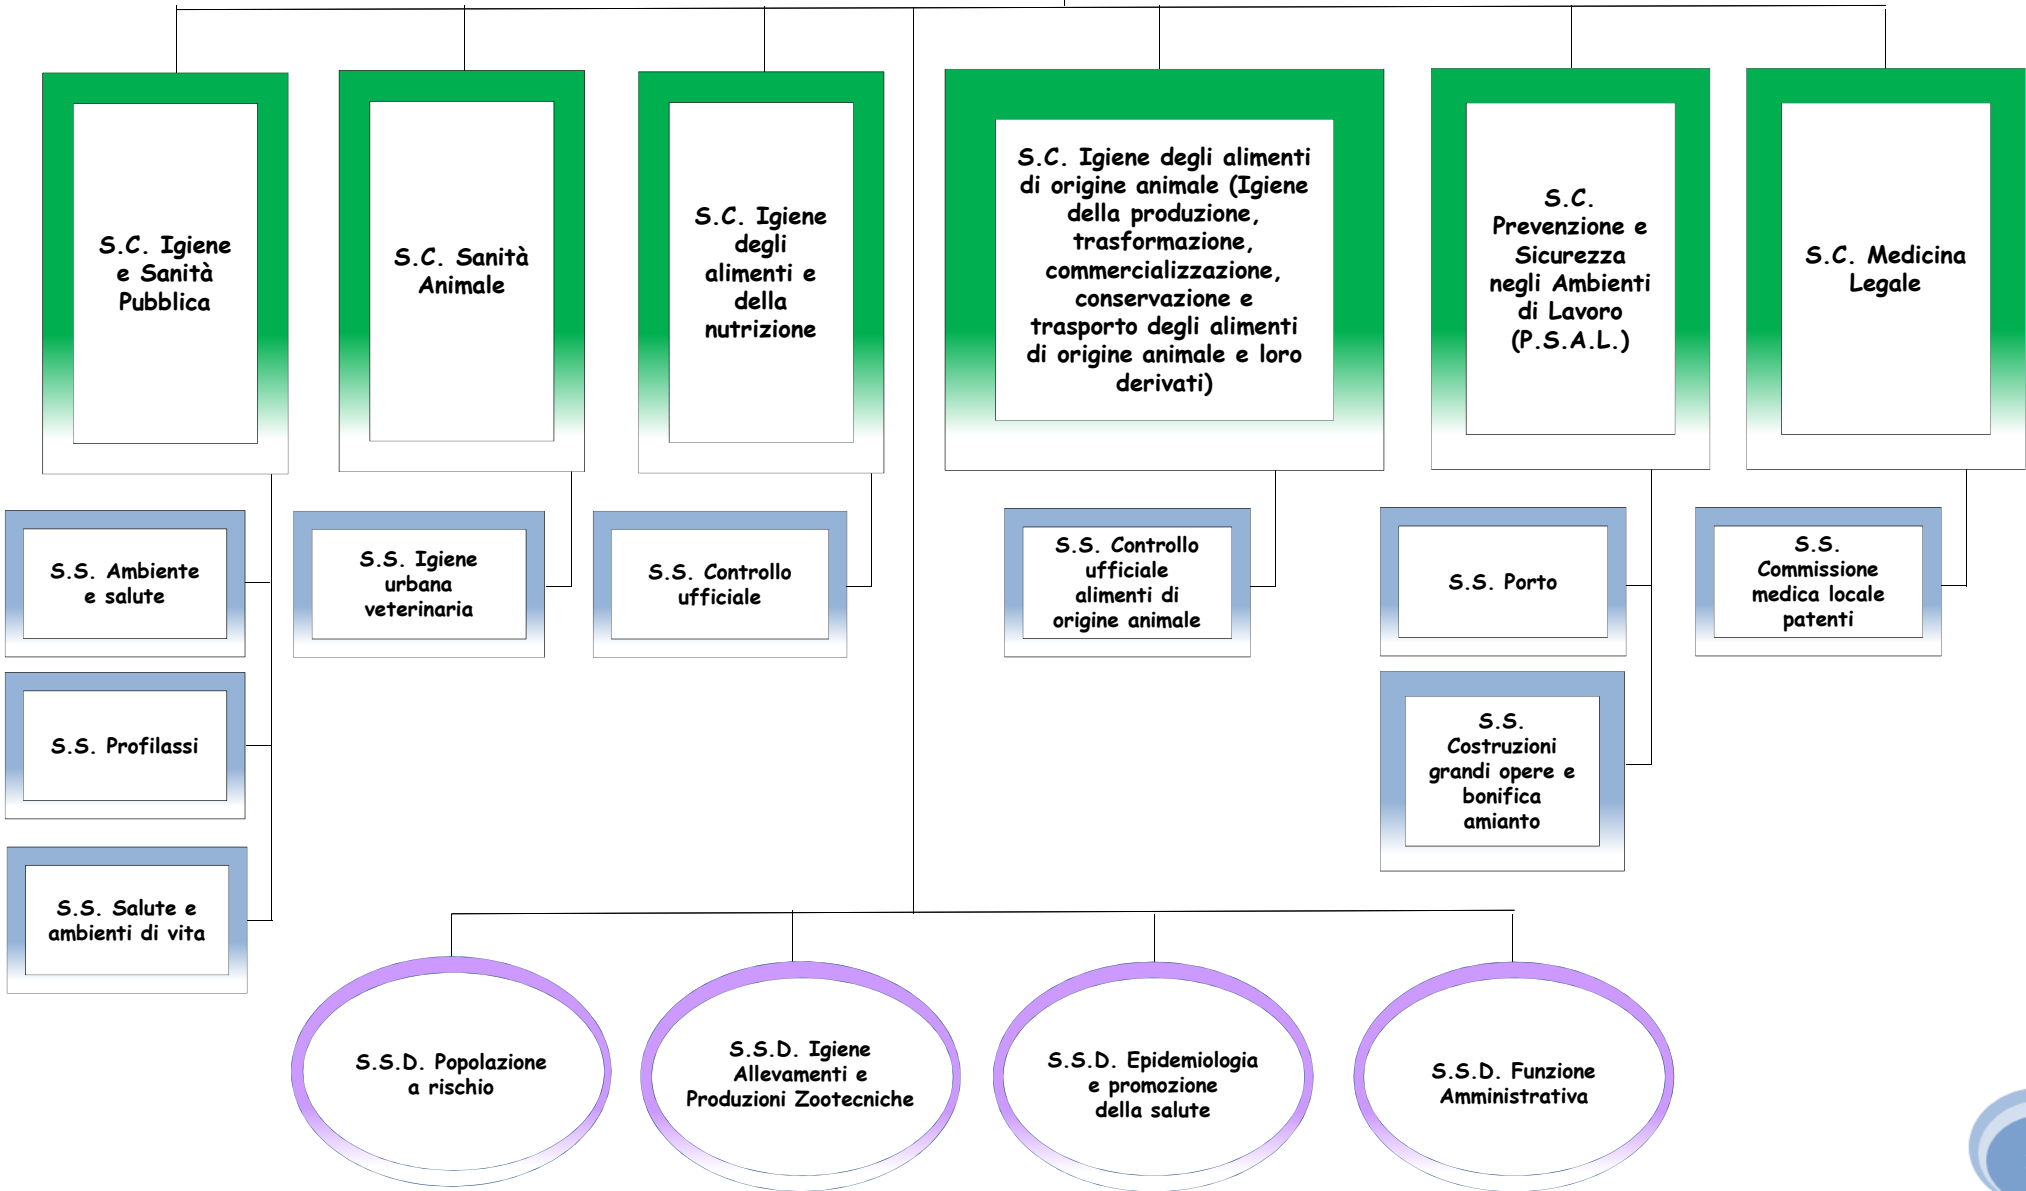 S.C. Igiene
e Sanità
Pubblica
S.C. Sanità
Animale
S.C. Igiene
degli
alimenti e
della
nutrizione
S.C. Igiene degli alimenti
di origine animale (Igiene
della produzione,
trasformazione,
commercializzazione,
conservazione e
trasporto degli alimenti
di origine animale e loro
derivati)
S.C.
Prevenzione e
Sicurezza
negli Ambienti
di Lavoro
(P.S.A.L.)
S.C. Medicina
Legale
S.S. Ambiente
e salute
S.S. Igiene
urbana
veterinaria
S.S. Controllo
ufficiale
S.S. Controllo
ufficiale
alimenti di
origine animale
S.S. Porto
S.S.
Commissione
medica locale
patenti
S.S. Profilassi
S.S.
Costruzioni
grandi opere e
bonifica
amianto
S.S. Salute e
ambienti di vita
S.S.D. Popolazione
a rischio
S.S.D. Igiene
Allevamenti e
Produzioni Zootecniche
S.S.D. Epidemiologia
e promozione
della salute
S.S.D. Funzione
Amministrativa